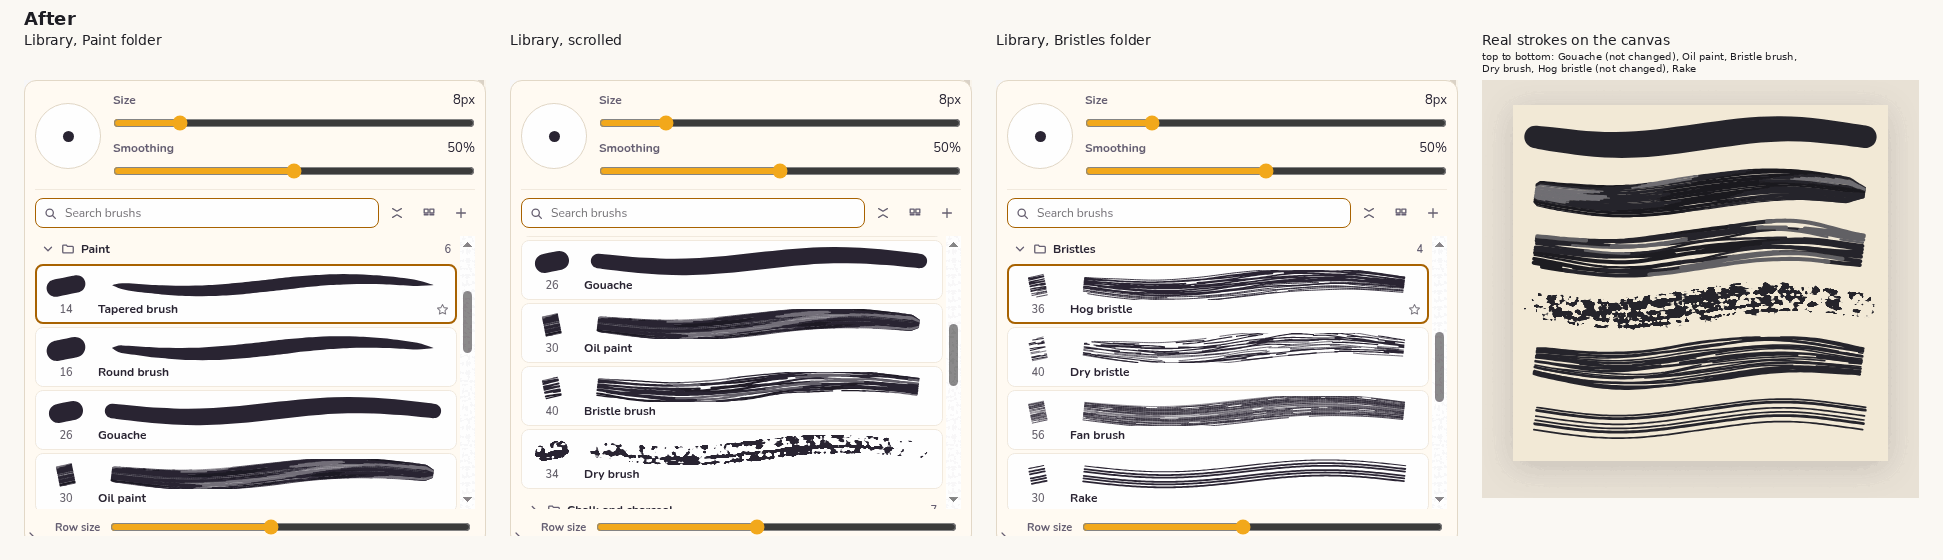 After
Library, Paint folder
Size
8px
Smoothing
50%
Search brushs
Paint
6
14
Tapered brush
16
Round brush
26
Gouache
30
Oil paint
Row size
Library, scrolled
Size
8px
Smoothing
50%
Search brushs
26
Gouache
30
Oil paint
40
Bristle brush
34
Dry brush
Chalk and charcoal
7
Row size
Library, Bristles folder
Size
8px
Smoothing
50%
Search brushs
Bristles
4
36
Hog bristle
40
Dry bristle
56
Fan brush
30
Rake
Row size
Real strokes on the canvas
top to bottom: Gouache (not changed), Oil paint, Bristle brush,
Dry brush, Hog bristle (not changed), Rake